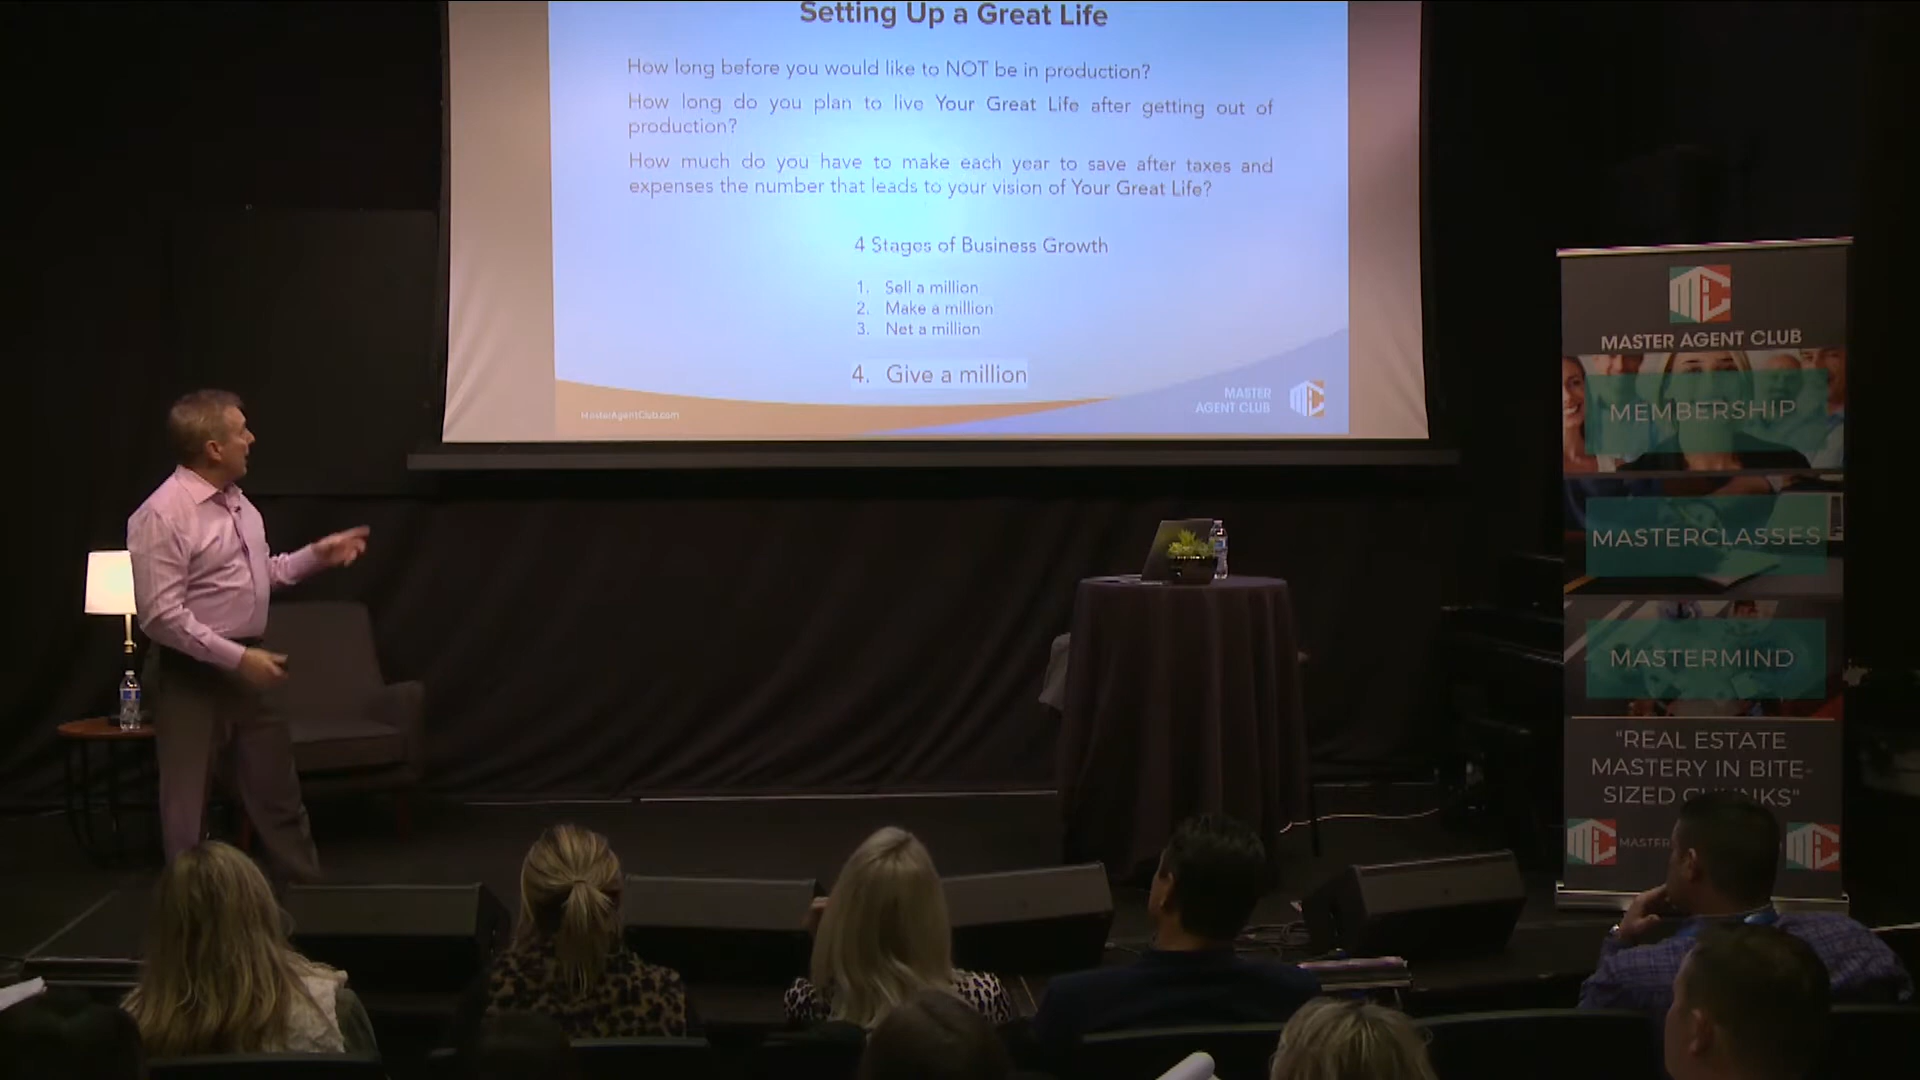 Setting Up a Great Life
How long before you would like to NOT be in production?
How long do you plan to live Your Great Life after getting out of
production?
How much do you have to make each year to save after taxes and
expenses the number that leads to your vision of Your Great Life?
4 Stages of Business Growth
1. Sell a million
2. Make a million
3. Net a million
4. Give a million
MasterAgentClub.com
MASTER
AGENT CLUB
MASTER AGENT CLUB
MEMBERSHIP
MASTERCLASSES
MASTERMIND
"REAL ESTATE
MASTERY IN BITE-
SIZED CHUNKS"
MASTER